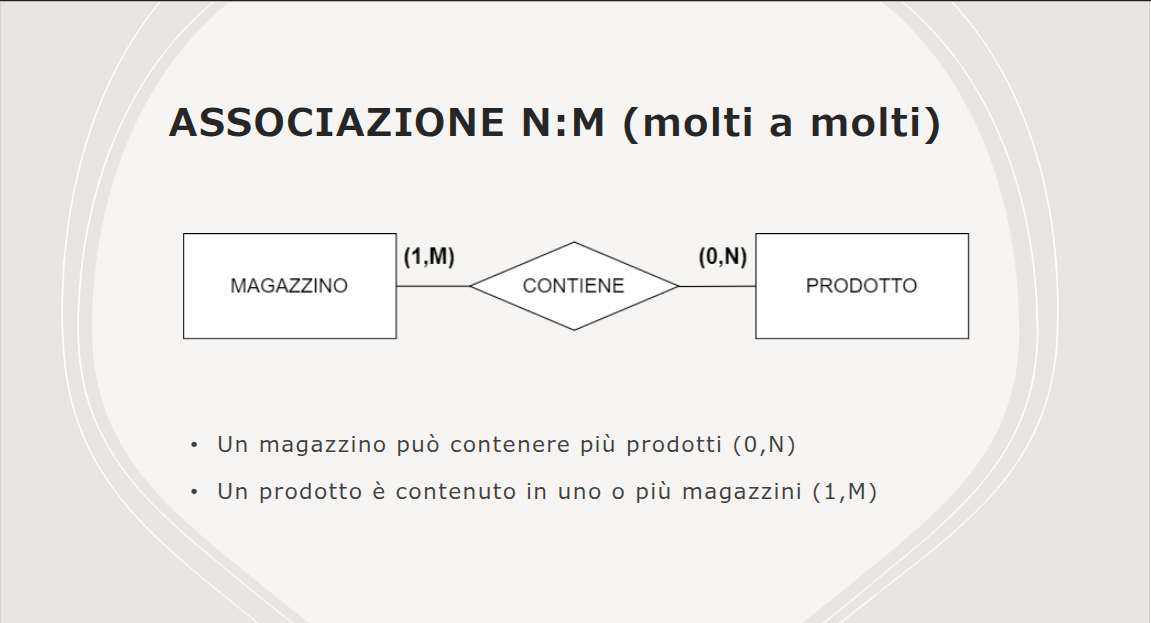 ASSOCIAZIONE N:M (molti a molti)
(1,M) (0,N)
MAGAZZINO CONTIENE PRODOTTO
• Un magazzino può contenere più prodotti (0,N)
• Un prodotto è contenuto in uno o più magazzini (1,M)